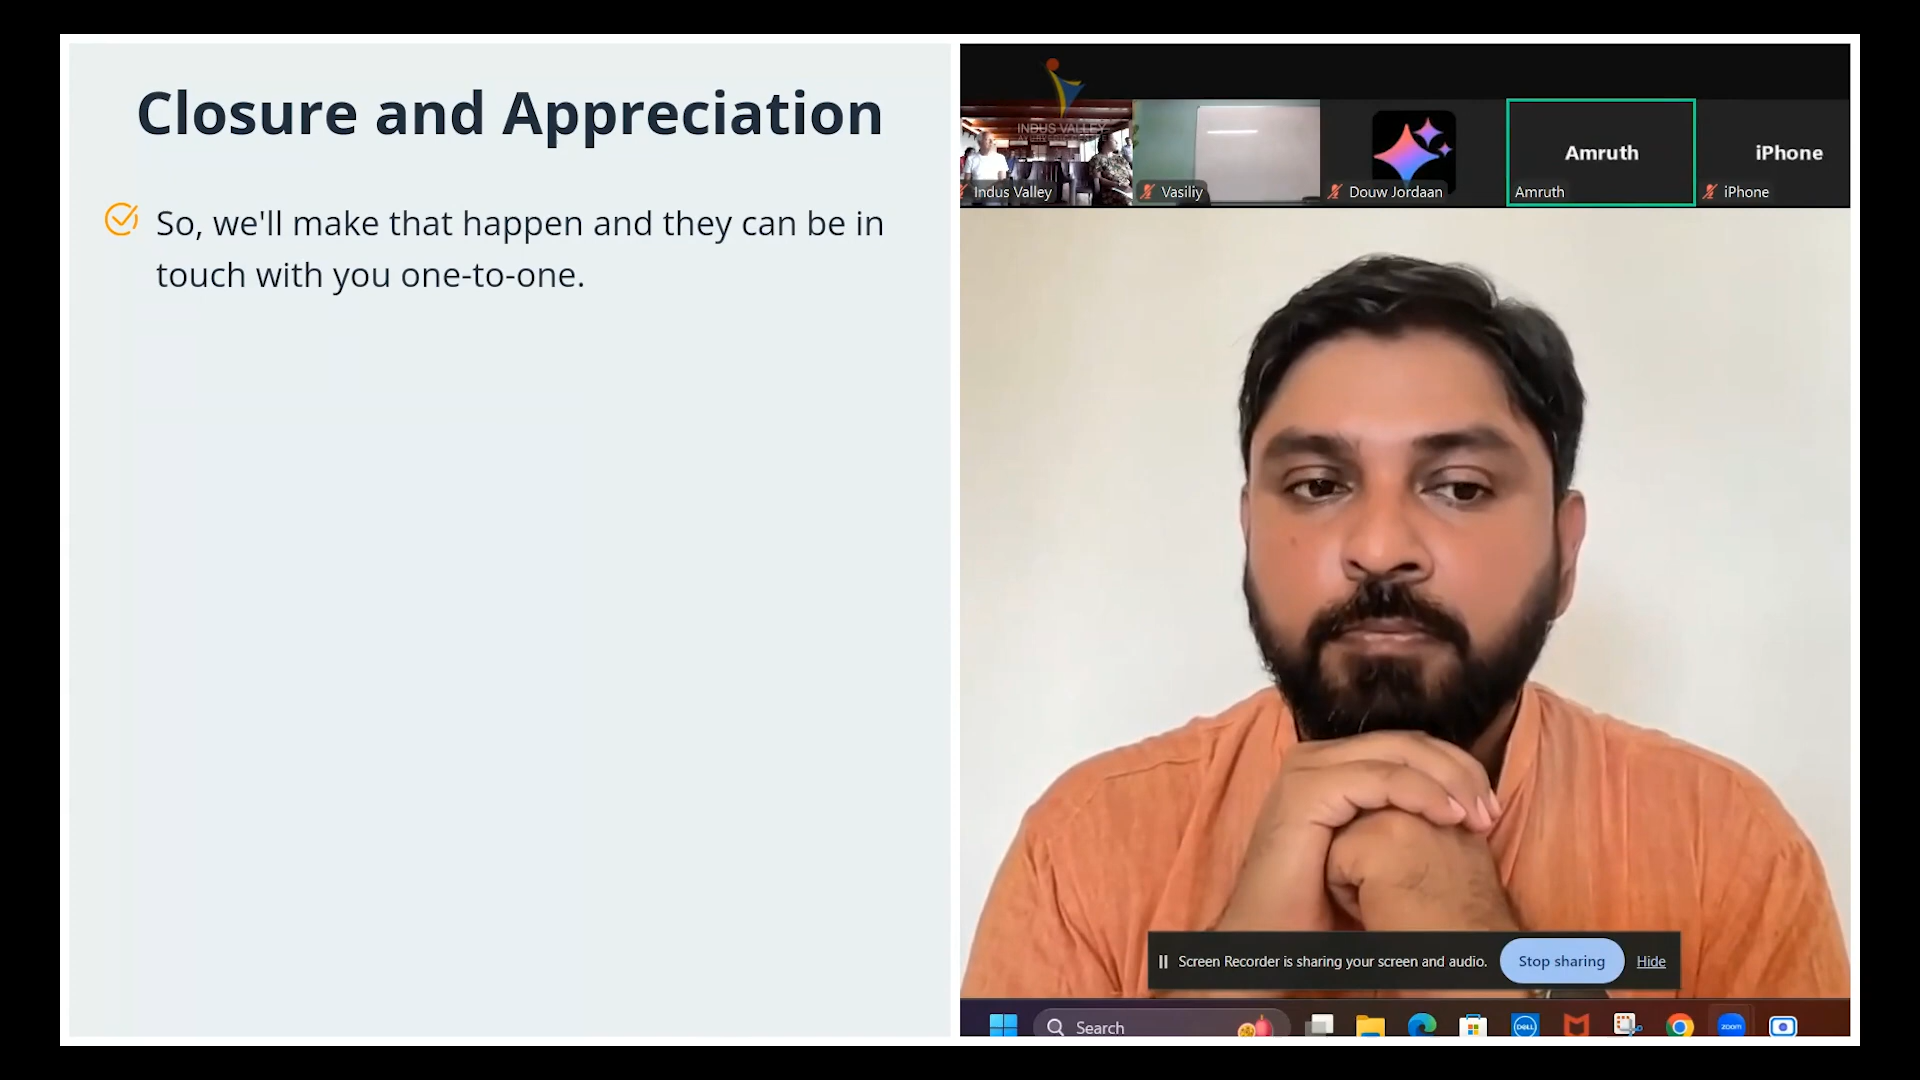 Closure and Appreciation
So, we'll make that happen and they can be in
touch with you one-to-one.
INDUS VALLEY
Indus Valley
Vasiliy
Douw Jordaan
Amruth
Amruth
iPhone
iPhone
Screen Recorder is sharing your screen and audio.
Stop sharing
Hide
Search
DELL
zoom